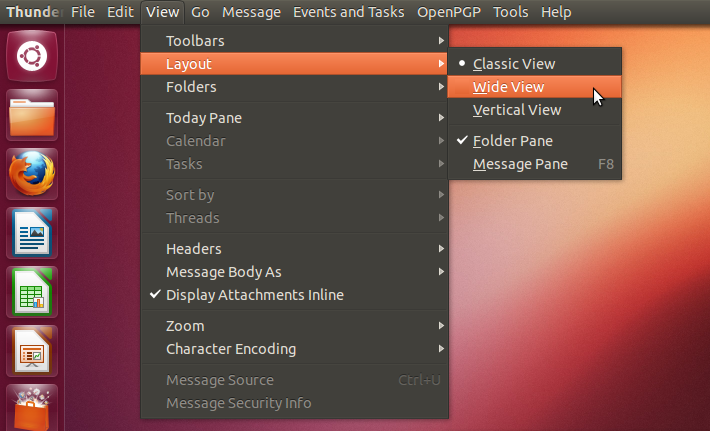 Thunder File Edit View Go Message Events and Tasks OpenPGP Tools Help
Toolbars
Layout
Folders
Today Pane
Calendar
Tasks
Sort by
Threads
Headers
Message Body As
Display Attachments Inline
Zoom
Character Encoding
Message Source Ctrl+U
Message Security Info
Classic View
Wide View
Vertical View
Folder Pane
Message Pane F8